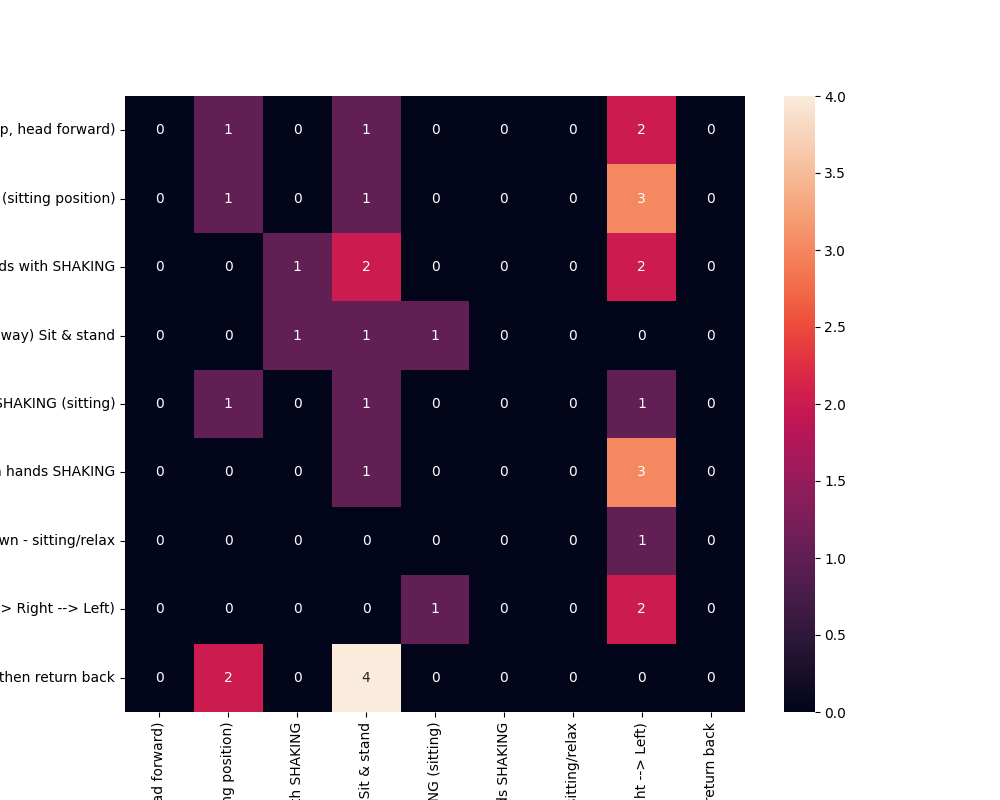 p, head forward) 0 1 0 1 0 0 0 2 0
(sitting position) 0 1 0 1 0 0 0 3 0
ds with SHAKING 0 0 1 2 0 0 0 2 0
way) Sit & stand 0 0 1 1 1 0 0 0 0
SHAKING (sitting) 0 1 0 1 0 0 0 1 0
hands SHAKING 0 0 0 1 0 0 0 3 0
wn - sitting/relax 0 0 0 0 0 0 0 1 0
> Right --> Left) 0 0 0 0 1 0 0 2 0
then return back 0 2 0 4 0 0 0 0 0
ad forward)
ng position)
th SHAKING
Sit & stand
NG (sitting)
ds SHAKING
sitting/relax
ht --> Left)
return back
4.0
3.5
3.0
2.5
2.0
1.5
1.0
0.5
0.0